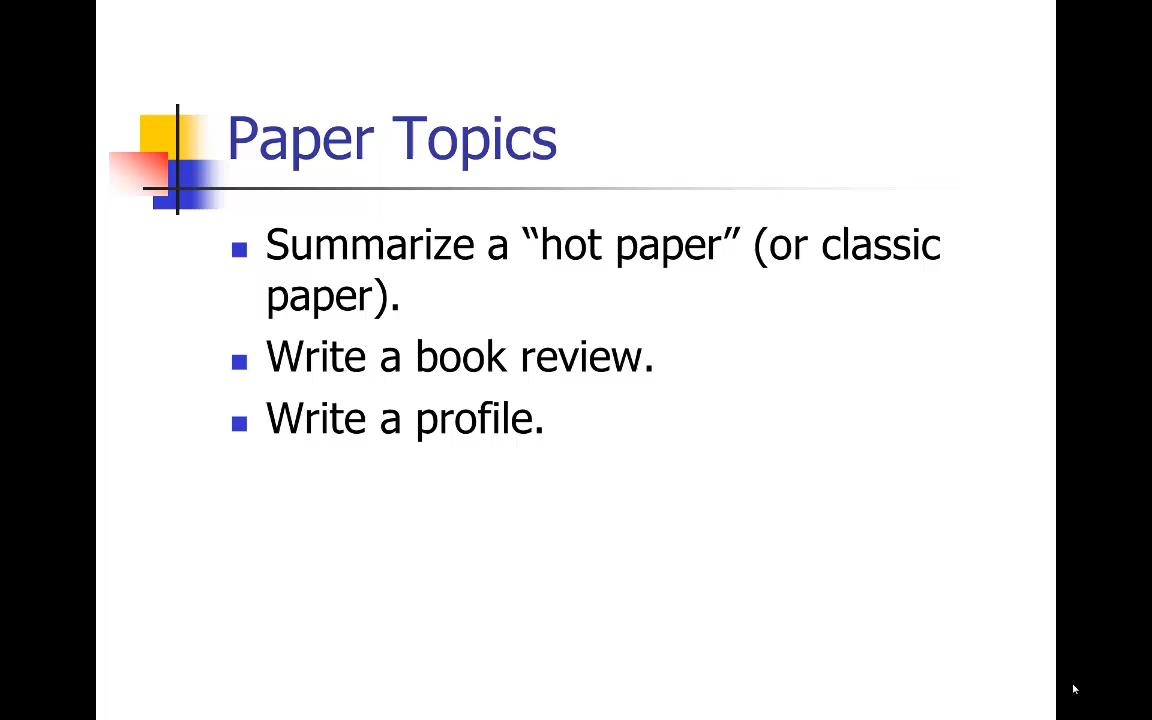 Paper Topics
Summarize a “hot paper” (or classic
paper).
Write a book review.
Write a profile.